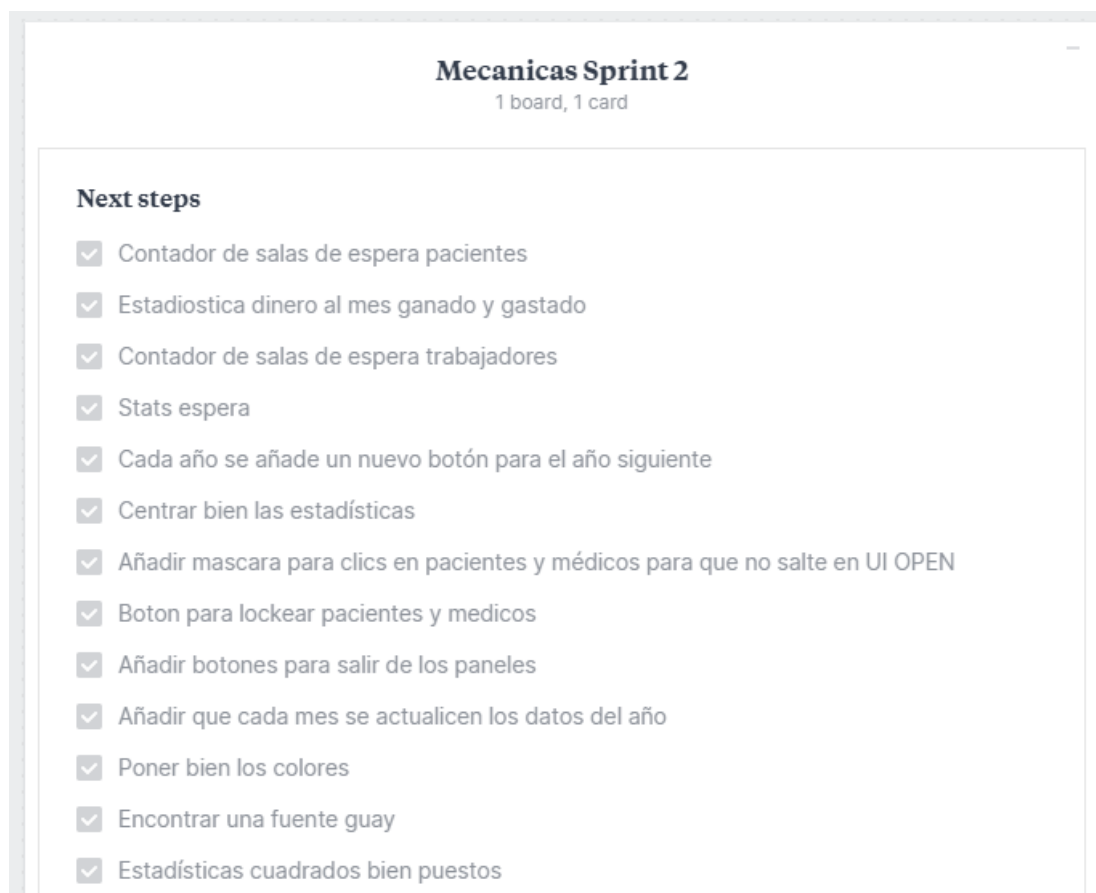 Mecanicas Sprint 2
1 board, 1 card
Next steps
Contador de salas de espera pacientes
Estadiostica dinero al mes ganado y gastado
Contador de salas de espera trabajadores
Stats espera
Cada año se añade un nuevo botón para el año siguiente
Centrar bien las estadísticas
Añadir mascara para clics en pacientes y médicos para que no salte en UI OPEN
Boton para lockear pacientes y medicos
Añadir botones para salir de los paneles
Añadir que cada mes se actualicen los datos del año
Poner bien los colores
Encontrar una fuente guay
Estadísticas cuadrados bien puestos